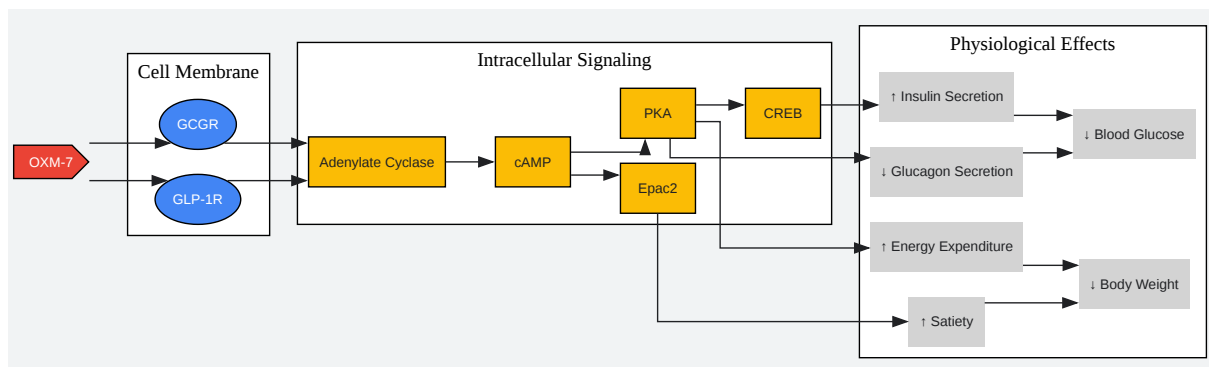 OXM-7
Cell Membrane
GCGR
GLP-1R
Intracellular Signaling
Adenylate Cyclase
cAMP
PKA
Epac2
CREB
Physiological Effects
↑ Insulin Secretion
↓ Glucagon Secretion
↑ Energy Expenditure
↑ Satiety
↓ Blood Glucose
↓ Body Weight